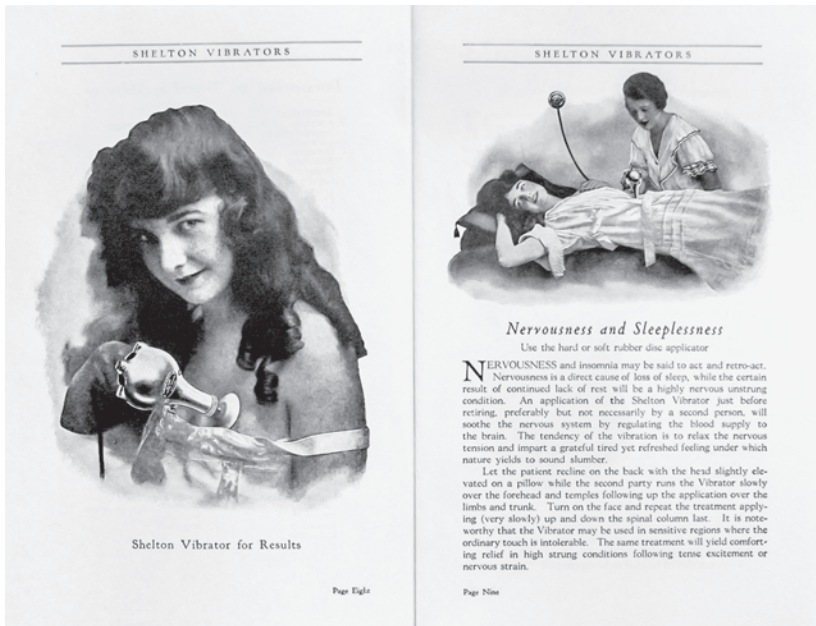 SHELTON VIBRATORS
Shelton Vibrator for Results
Page Eight
SHELTON VIBRATORS
Nervousness and Sleeplessness
Use the hard or soft rubber disc applicator
NERVOUSNESS and insomnia may be said to act and retro-act.
Nervousness is a direct cause of loss of sleep, while the certain
result of continued lack of rest will be a highly nervous unstrung
condition. An application of the Shelton Vibrator just before
retiring, preferably but not necessarily by a second person, will
soothe the nervous system by regulating the blood supply to
the brain. The tendency of the vibration is to relax the nervous
tension and impart a grateful tired yet refreshed feeling under which
nature yields to sound slumber.
Let the patient recline on the back with the head slightly ele-
vated on a pillow while the second party runs the Vibrator slowly
over the forehead and temples following up the application over the
limbs and trunk. Turn on the face and repeat the treatment apply-
ing (very slowly) up and down the spinal column last. It is note-
worthy that the Vibrator may be used in sensitive regions where the
ordinary touch is intolerable. The same treatment will yield comfort-
ing relief in high strung conditions following tense excitement or
nervous strain.
Page Nine